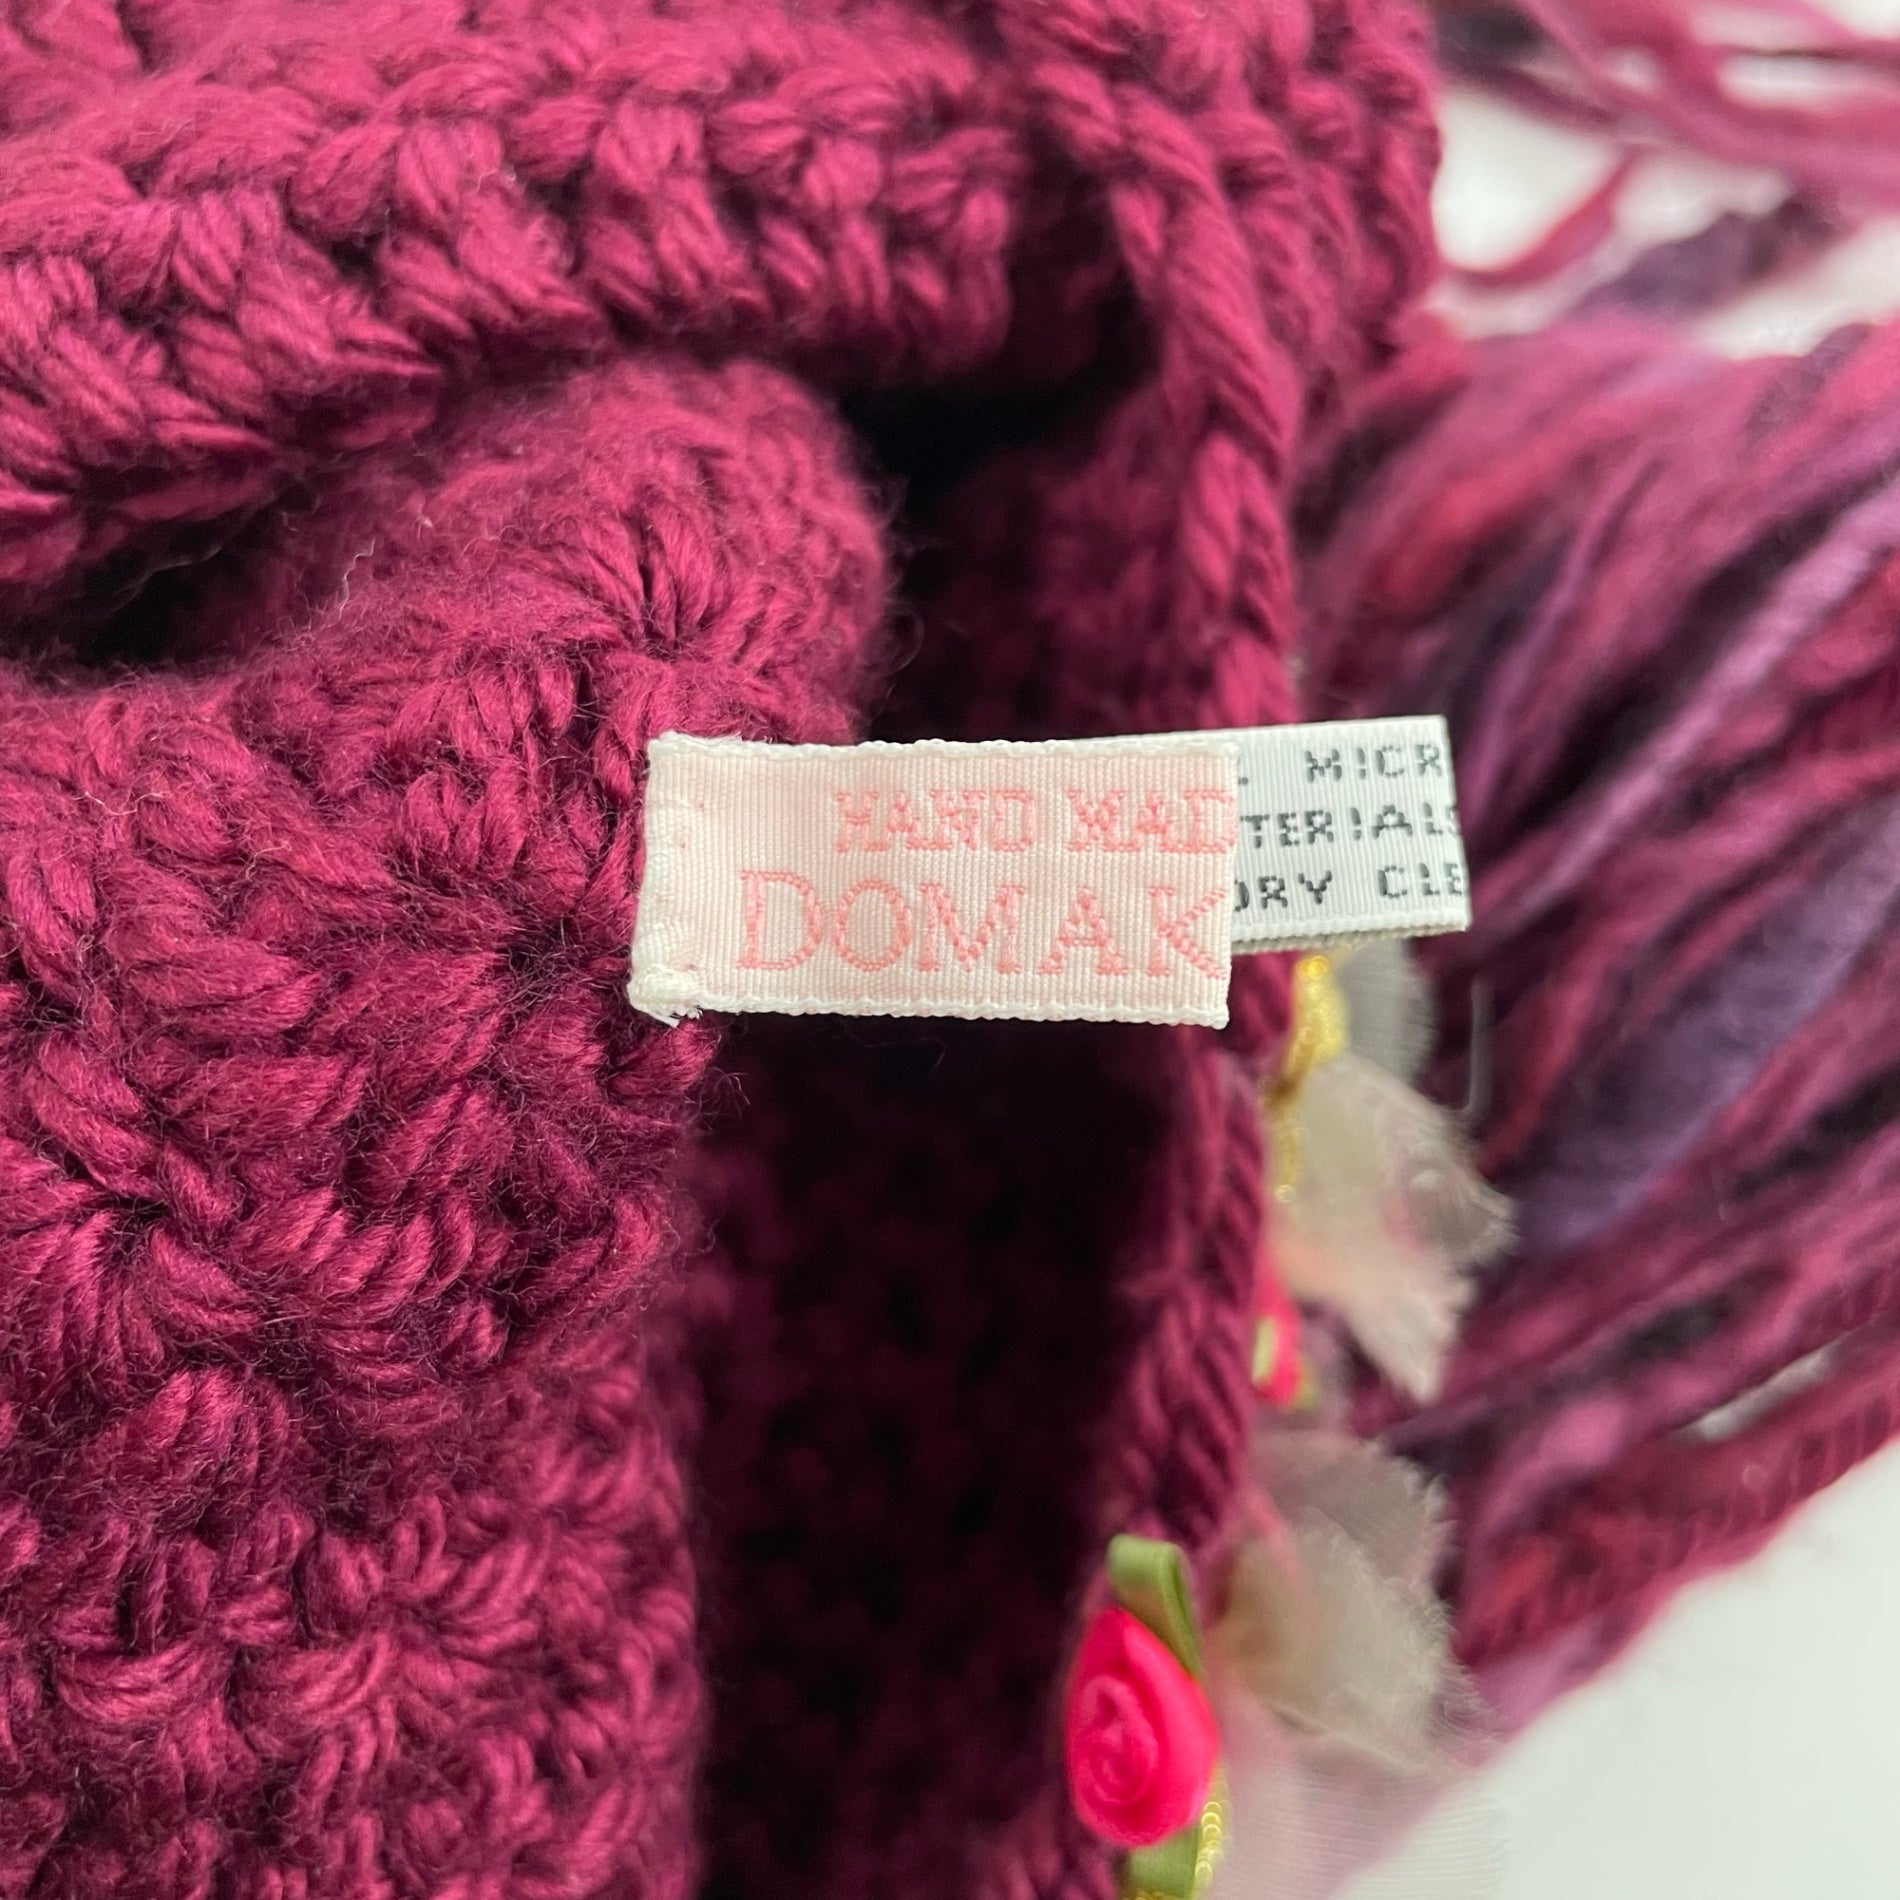 HAND MAD
DOMAK
L MICR
TERIALS
DRY CLE